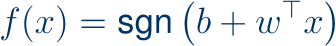 f(x) = sgn (b + w⊤x)